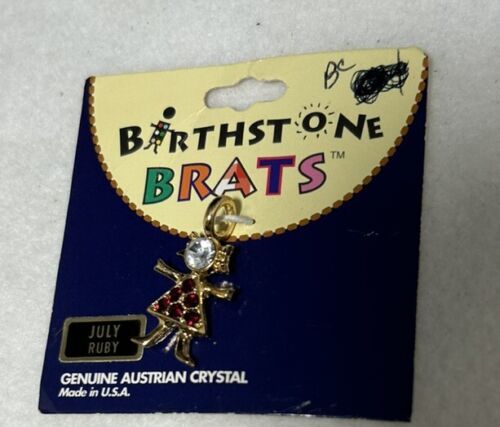 BC
BIRTHSTONE
BRATS™
JULY
RUBY
GENUINE AUSTRIAN CRYSTAL
Made in U.S.A.